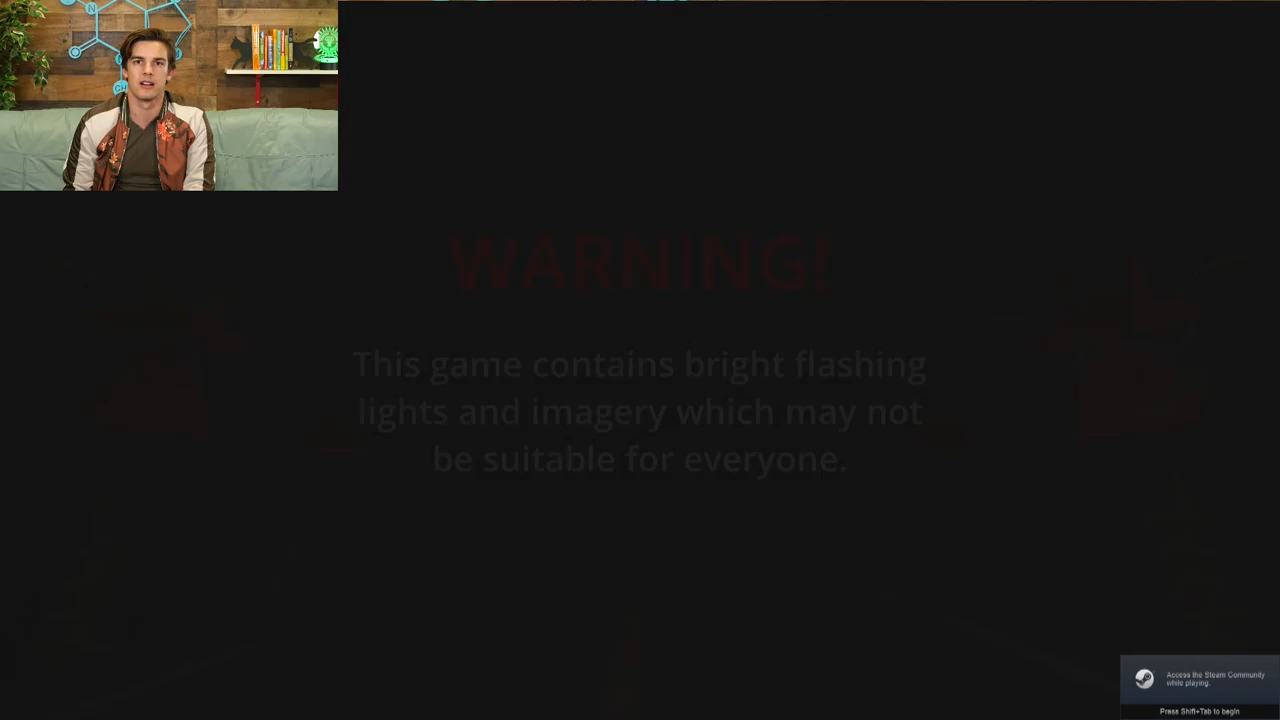 N
CH
WARNING!
This game contains bright flashing
lights and imagery which may not
be suitable for everyone.
Access the Steam Community
while playing.
Press Shift+Tab to begin